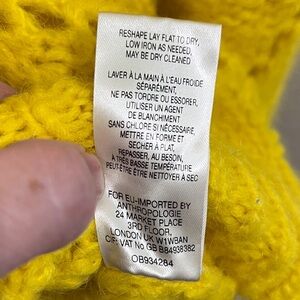 RESHAPE LAY FLAT TO DRY,
LOW IRON AS NEEDED,
MAY BE DRY CLEANED
LAVER À LA MAIN À L'EAU FROIDE
SÉPARÉMENT,
NE PAS TORDRE OU ESSORER,
UTILISER UN AGENT
DE BLANCHIMENT
SANS CHLORE SI NÉCESSAIRE
METTRE EN FORME ET
SÉCHER À PLAT,
REPASSER, AU BESOIN,
À TRÈS BASSE TEMPÉRATURE
PEUT-ÊTRE ÊTRE NETTOYER À SEC
FOR EU-IMPORTED BY
ANTHROPOLOGIE
24 MARKET PLACE
3RD FLOOR,
LONDON UK W1W8AN
CIF: VAT No GB BB4938382
OB934284